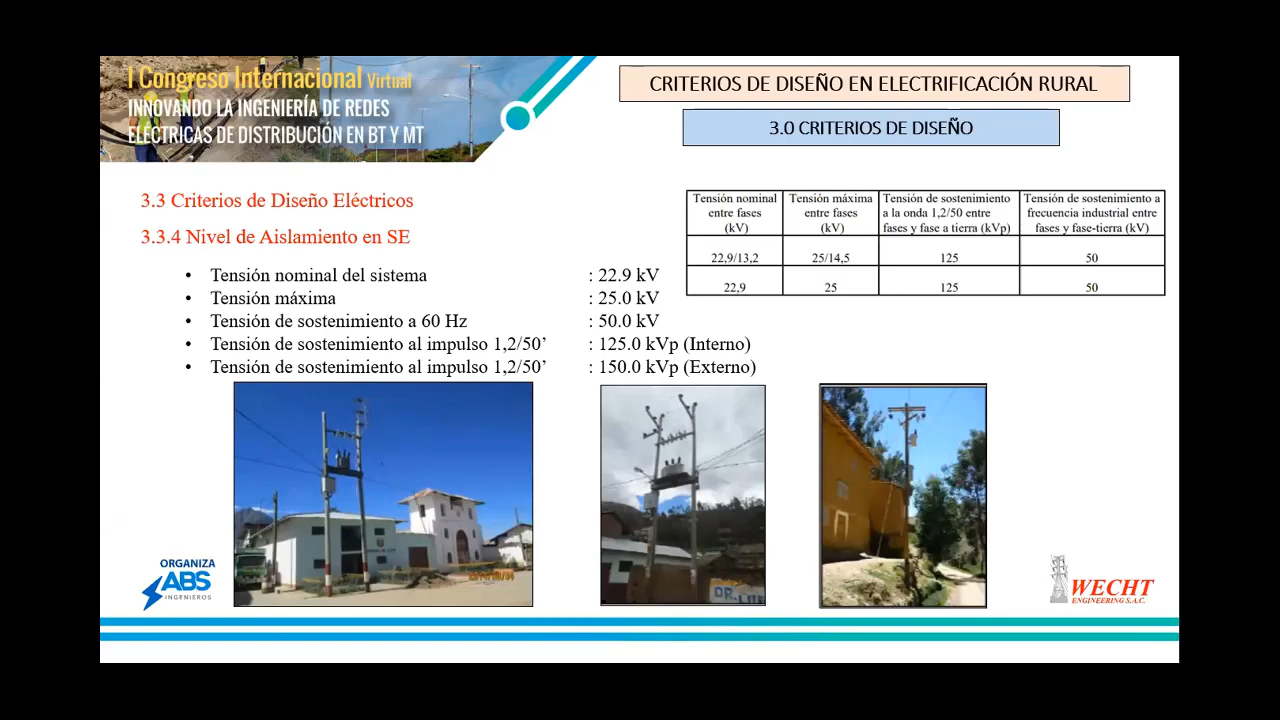 I Congreso Internacional Virtual
INNOVANDO LA INGENIERÍA DE REDES
ELÉCTRICAS DE DISTRIBUCIÓN EN BT Y MT
CRITERIOS DE DISEÑO EN ELECTRIFICACIÓN RURAL
3.0 CRITERIOS DE DISEÑO
3.3 Criterios de Diseño Eléctricos
3.3.4 Nivel de Aislamiento en SE
• Tensión nominal del sistema : 22.9 kV
• Tensión máxima : 25.0 kV
• Tensión de sostenimiento a 60 Hz : 50.0 kV
• Tensión de sostenimiento al impulso 1,2/50’ : 125.0 kVp (Interno)
• Tensión de sostenimiento al impulso 1,2/50’ : 150.0 kVp (Externo)
Tensión nominal entre fases (kV) Tensión máxima entre fases (kV) Tensión de sostenimiento a la onda 1,2/50 entre fases y fase a tierra (kVp) Tensión de sostenimiento a frecuencia industrial entre fases y fase-tierra (kV)
22,9/13,2 25/14,5 125 50
22,9 25 125 50
ORGANIZA
ABS
INGENIEROS
WECHT
ENGINEERING S.A.C.